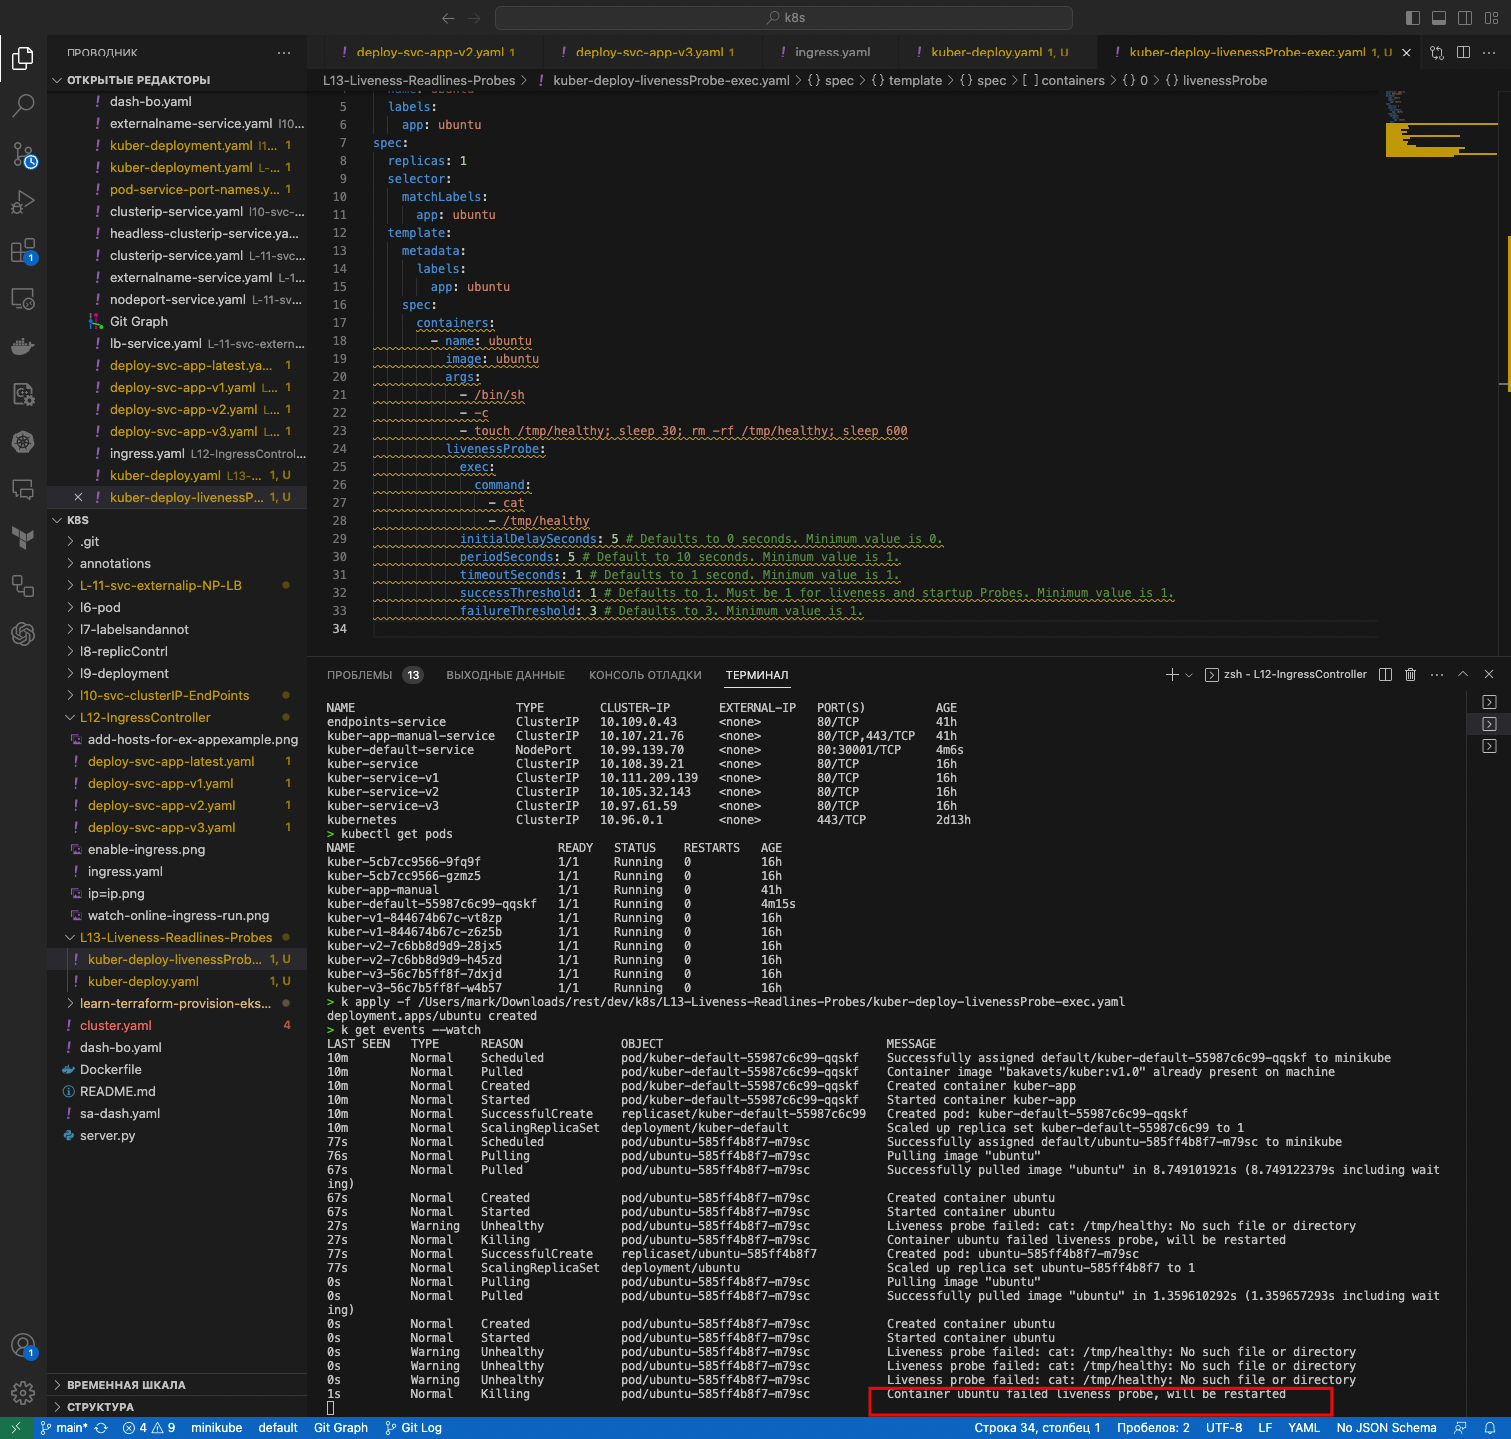 k8s
ПРОВОДНИК
ОТКРЫТЫЕ РЕДАКТОРЫ
dash-bo.yaml
externalname-service.yaml l10...
kuber-deployment.yaml l1... 1
kuber-deployment.yaml L-... 1
pod-service-port-names.y... 1
clusterip-service.yaml l10-svc-...
headless-clusterip-service.ya...
clusterip-service.yaml L-11-svc...
externalname-service.yaml L-1...
nodeport-service.yaml L-11-sv...
Git Graph
lb-service.yaml L-11-svc-extern...
deploy-svc-app-latest.ya... 1
deploy-svc-app-v1.yaml L... 1
deploy-svc-app-v2.yaml L... 1
deploy-svc-app-v3.yaml L... 1
ingress.yaml L12-IngressControl...
kuber-deploy.yaml L13-... 1, U
kuber-deploy-livenessP... 1, U
K8S
.git
annotations
L-11-svc-externalip-NP-LB
l6-pod
l7-labelsandannot
l8-replicContrl
l9-deployment
l10-svc-clusterIP-EndPoints
L12-IngressController
add-hosts-for-ex-appexample.png
deploy-svc-app-latest.yaml 1
deploy-svc-app-v1.yaml 1
deploy-svc-app-v2.yaml 1
deploy-svc-app-v3.yaml 1
enable-ingress.png
ingress.yaml
ip=ip.png
watch-online-ingress-run.png
L13-Liveness-Readlines-Probes
kuber-deploy-livenessProb... 1, U
kuber-deploy.yaml 1, U
learn-terraform-provision-eks...
cluster.yaml 4
dash-bo.yaml
Dockerfile
README.md
sa-dash.yaml
server.py
ВРЕМЕННАЯ ШКАЛА
СТРУКТУРА
deploy-svc-app-v2.yaml 1
deploy-svc-app-v3.yaml 1
ingress.yaml
kuber-deploy.yaml 1, U
kuber-deploy-livenessProbe-exec.yaml 1, U
L13-Liveness-Readlines-Probes > kuber-deploy-livenessProbe-exec.yaml > {} spec > {} template > {} spec > [ ] containers > {} 0 > {} livenessProbe
name: ubuntu
5 labels:
6 app: ubuntu
7 spec:
8 replicas: 1
9 selector:
10 matchLabels:
11 app: ubuntu
12 template:
13 metadata:
14 labels:
15 app: ubuntu
16 spec:
17 containers:
18 - name: ubuntu
19 image: ubuntu
20 args:
21 - /bin/sh
22 - -c
23 - touch /tmp/healthy; sleep 30; rm -rf /tmp/healthy; sleep 600
24 livenessProbe:
25 exec:
26 command:
27 - cat
28 - /tmp/healthy
29 initialDelaySeconds: 5 # Defaults to 0 seconds. Minimum value is 0.
30 periodSeconds: 5 # Default to 10 seconds. Minimum value is 1.
31 timeoutSeconds: 1 # Defaults to 1 second. Minimum value is 1.
32 successThreshold: 1 # Defaults to 1. Must be 1 for liveness and startup Probes. Minimum value is 1.
33 failureThreshold: 3 # Defaults to 3. Minimum value is 1.
34
ПРОБЛЕМЫ 13 ВЫХОДНЫЕ ДАННЫЕ КОНСОЛЬ ОТЛАДКИ ТЕРМИНАЛ zsh - L12-IngressController
NAME TYPE CLUSTER-IP EXTERNAL-IP PORT(S) AGE
endpoints-service ClusterIP 10.109.0.43 <none> 80/TCP 41h
kuber-app-manual-service ClusterIP 10.107.21.76 <none> 80/TCP,443/TCP 41h
kuber-default-service NodePort 10.99.139.70 <none> 80:30001/TCP 4m6s
kuber-service ClusterIP 10.108.39.21 <none> 80/TCP 16h
kuber-service-v1 ClusterIP 10.111.209.139 <none> 80/TCP 16h
kuber-service-v2 ClusterIP 10.105.32.143 <none> 80/TCP 16h
kuber-service-v3 ClusterIP 10.97.61.59 <none> 80/TCP 16h
kubernetes ClusterIP 10.96.0.1 <none> 443/TCP 2d13h
> kubectl get pods
NAME READY STATUS RESTARTS AGE
kuber-5cb7cc9566-9fq9f 1/1 Running 0 16h
kuber-5cb7cc9566-gzmz5 1/1 Running 0 16h
kuber-app-manual 1/1 Running 0 41h
kuber-default-55987c6c99-qqskf 1/1 Running 0 4m15s
kuber-v1-844674b67c-vt8zp 1/1 Running 0 16h
kuber-v1-844674b67c-z6z5b 1/1 Running 0 16h
kuber-v2-7c6bb8d9d9-28jx5 1/1 Running 0 16h
kuber-v2-7c6bb8d9d9-h45zd 1/1 Running 0 16h
kuber-v3-56c7b5ff8f-7dxjd 1/1 Running 0 16h
kuber-v3-56c7b5ff8f-w4b57 1/1 Running 0 16h
> k apply -f /Users/mark/Downloads/rest/dev/k8s/L13-Liveness-Readlines-Probes/kuber-deploy-livenessProbe-exec.yaml
deployment.apps/ubuntu created
> k get events --watch
LAST SEEN TYPE REASON OBJECT MESSAGE
10m Normal Scheduled pod/kuber-default-55987c6c99-qqskf Successfully assigned default/kuber-default-55987c6c99-qqskf to minikube
10m Normal Pulled pod/kuber-default-55987c6c99-qqskf Container image "bakavets/kuber:v1.0" already present on machine
10m Normal Created pod/kuber-default-55987c6c99-qqskf Created container kuber-app
10m Normal Started pod/kuber-default-55987c6c99-qqskf Started container kuber-app
10m Normal SuccessfulCreate replicaset/kuber-default-55987c6c99 Created pod: kuber-default-55987c6c99-qqskf
10m Normal ScalingReplicaSet deployment/kuber-default Scaled up replica set kuber-default-55987c6c99 to 1
77s Normal Scheduled pod/ubuntu-585ff4b8f7-m79sc Successfully assigned default/ubuntu-585ff4b8f7-m79sc to minikube
76s Normal Pulling pod/ubuntu-585ff4b8f7-m79sc Pulling image "ubuntu"
67s Normal Pulled pod/ubuntu-585ff4b8f7-m79sc Successfully pulled image "ubuntu" in 8.749101921s (8.749122379s including wait
ing)
67s Normal Created pod/ubuntu-585ff4b8f7-m79sc Created container ubuntu
67s Normal Started pod/ubuntu-585ff4b8f7-m79sc Started container ubuntu
27s Warning Unhealthy pod/ubuntu-585ff4b8f7-m79sc Liveness probe failed: cat: /tmp/healthy: No such file or directory
27s Normal Killing pod/ubuntu-585ff4b8f7-m79sc Container ubuntu failed liveness probe, will be restarted
77s Normal SuccessfulCreate replicaset/ubuntu-585ff4b8f7 Created pod: ubuntu-585ff4b8f7-m79sc
77s Normal ScalingReplicaSet deployment/ubuntu Scaled up replica set ubuntu-585ff4b8f7 to 1
0s Normal Pulling pod/ubuntu-585ff4b8f7-m79sc Pulling image "ubuntu"
0s Normal Pulled pod/ubuntu-585ff4b8f7-m79sc Successfully pulled image "ubuntu" in 1.359610292s (1.359657293s including wait
ing)
0s Normal Created pod/ubuntu-585ff4b8f7-m79sc Created container ubuntu
0s Normal Started pod/ubuntu-585ff4b8f7-m79sc Started container ubuntu
0s Warning Unhealthy pod/ubuntu-585ff4b8f7-m79sc Liveness probe failed: cat: /tmp/healthy: No such file or directory
0s Warning Unhealthy pod/ubuntu-585ff4b8f7-m79sc Liveness probe failed: cat: /tmp/healthy: No such file or directory
0s Warning Unhealthy pod/ubuntu-585ff4b8f7-m79sc Liveness probe failed: cat: /tmp/healthy: No such file or directory
1s Normal Killing pod/ubuntu-585ff4b8f7-m79sc Container ubuntu failed liveness probe, will be restarted
main* 4 9 minikube default Git Graph Git Log Строка 34, столбец 1 Пробелов: 2 UTF-8 LF YAML No JSON Schema